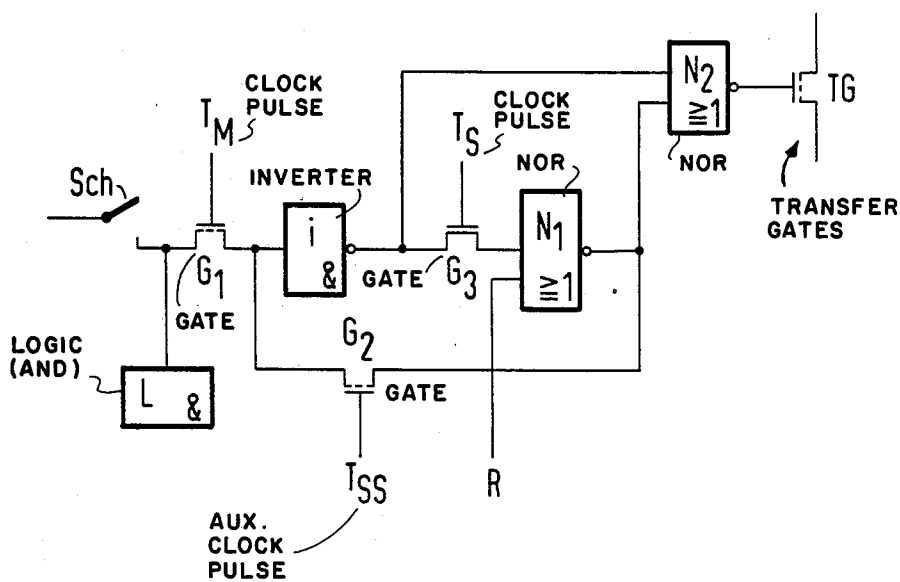 CLOCK
PULSE
TM
Sch
INVERTER
i
&
CLOCK
PULSE
TS
NOR
N1
≧1
N2
≧1
NOR
TG
TRANSFER
GATES
G1
GATE
GATE
G3
LOGIC
(AND)
L
&
G2
GATE
TSS
R
AUX.
CLOCK
PULSE